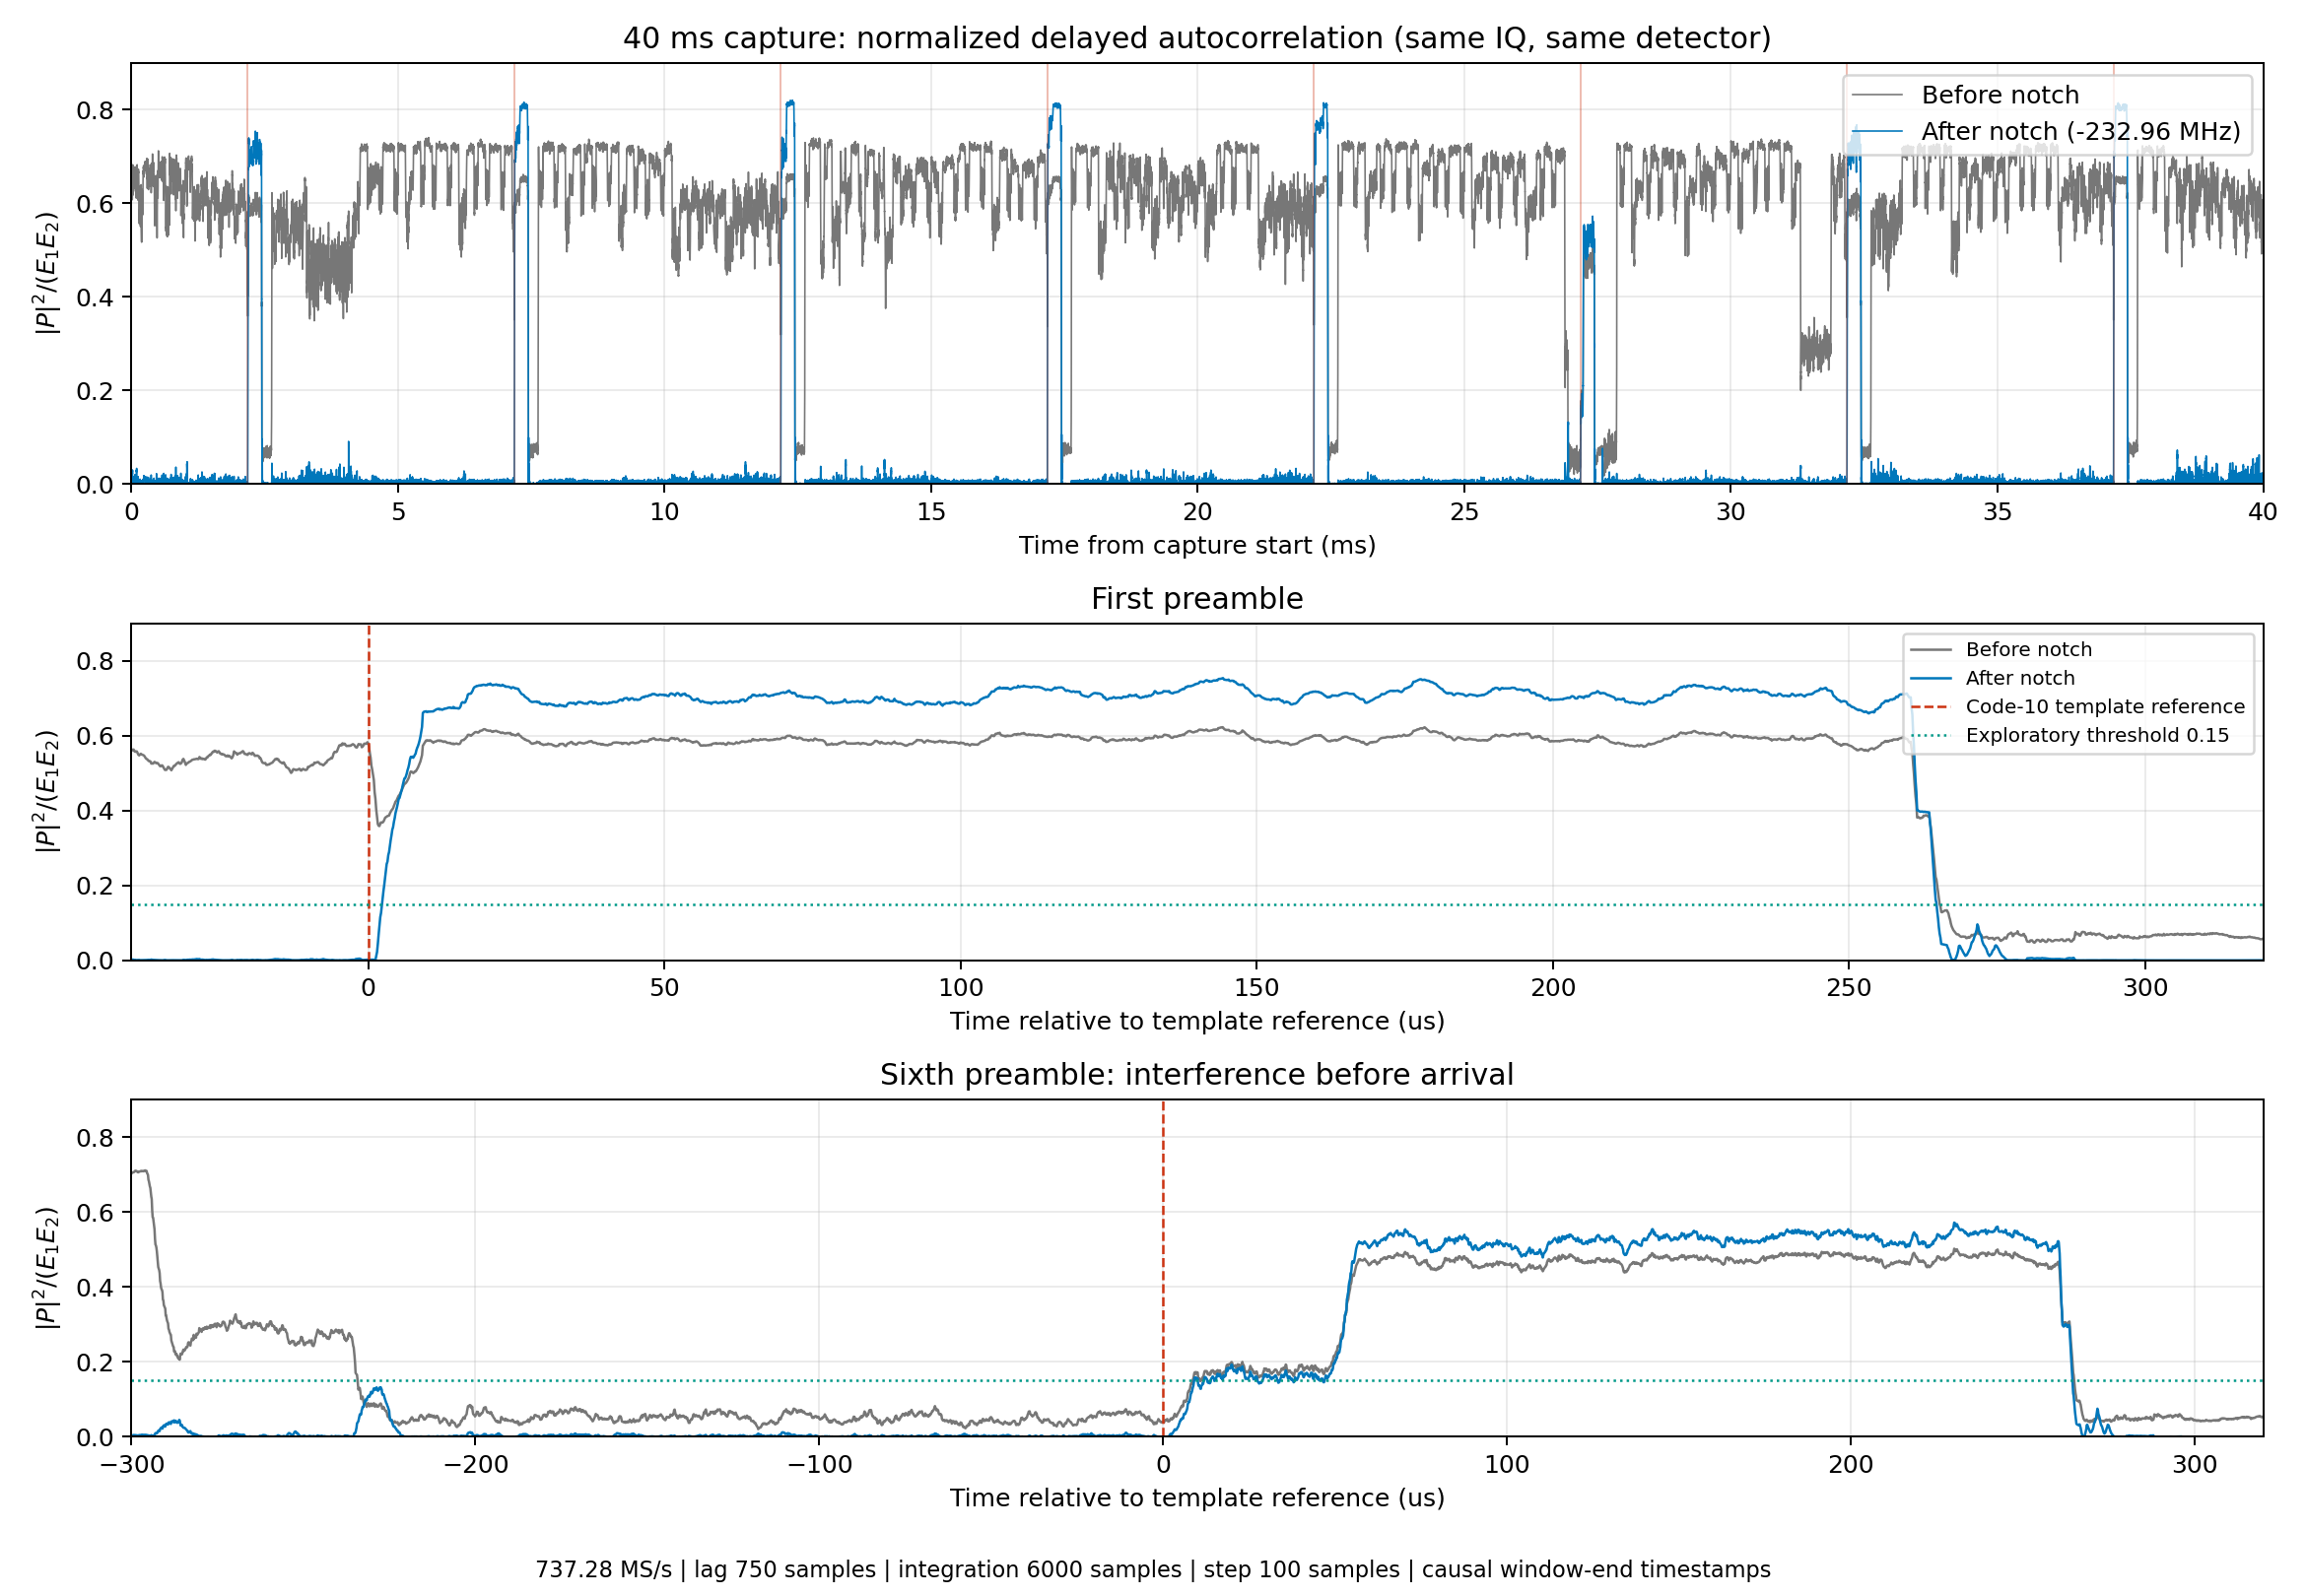 40 ms capture: normalized delayed autocorrelation (same IQ, same detector)
|P|²/(E₁E₂)
0.8
0.6
0.4
0.2
0.0
Before notch
After notch (-232.96 MHz)
0 5 10 15 20 25 30 35 40
Time from capture start (ms)
First preamble
|P|²/(E₁E₂)
0.8
0.6
0.4
0.2
0.0
Before notch
After notch
Code-10 template reference
Exploratory threshold 0.15
0 50 100 150 200 250 300
Time relative to template reference (us)
Sixth preamble: interference before arrival
|P|²/(E₁E₂)
0.8
0.6
0.4
0.2
0.0
−300 −200 −100 0 100 200 300
Time relative to template reference (us)
737.28 MS/s | lag 750 samples | integration 6000 samples | step 100 samples | causal window-end timestamps